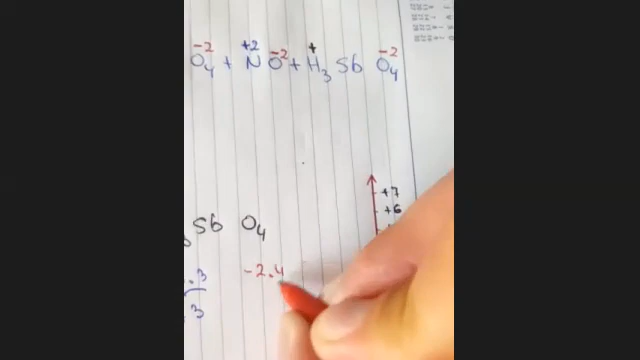 -2 +2 -2 + -2
O4 + N O + H3 Sb O4
+7
+6
Sb O4
. 3 -2 . 4
. 3